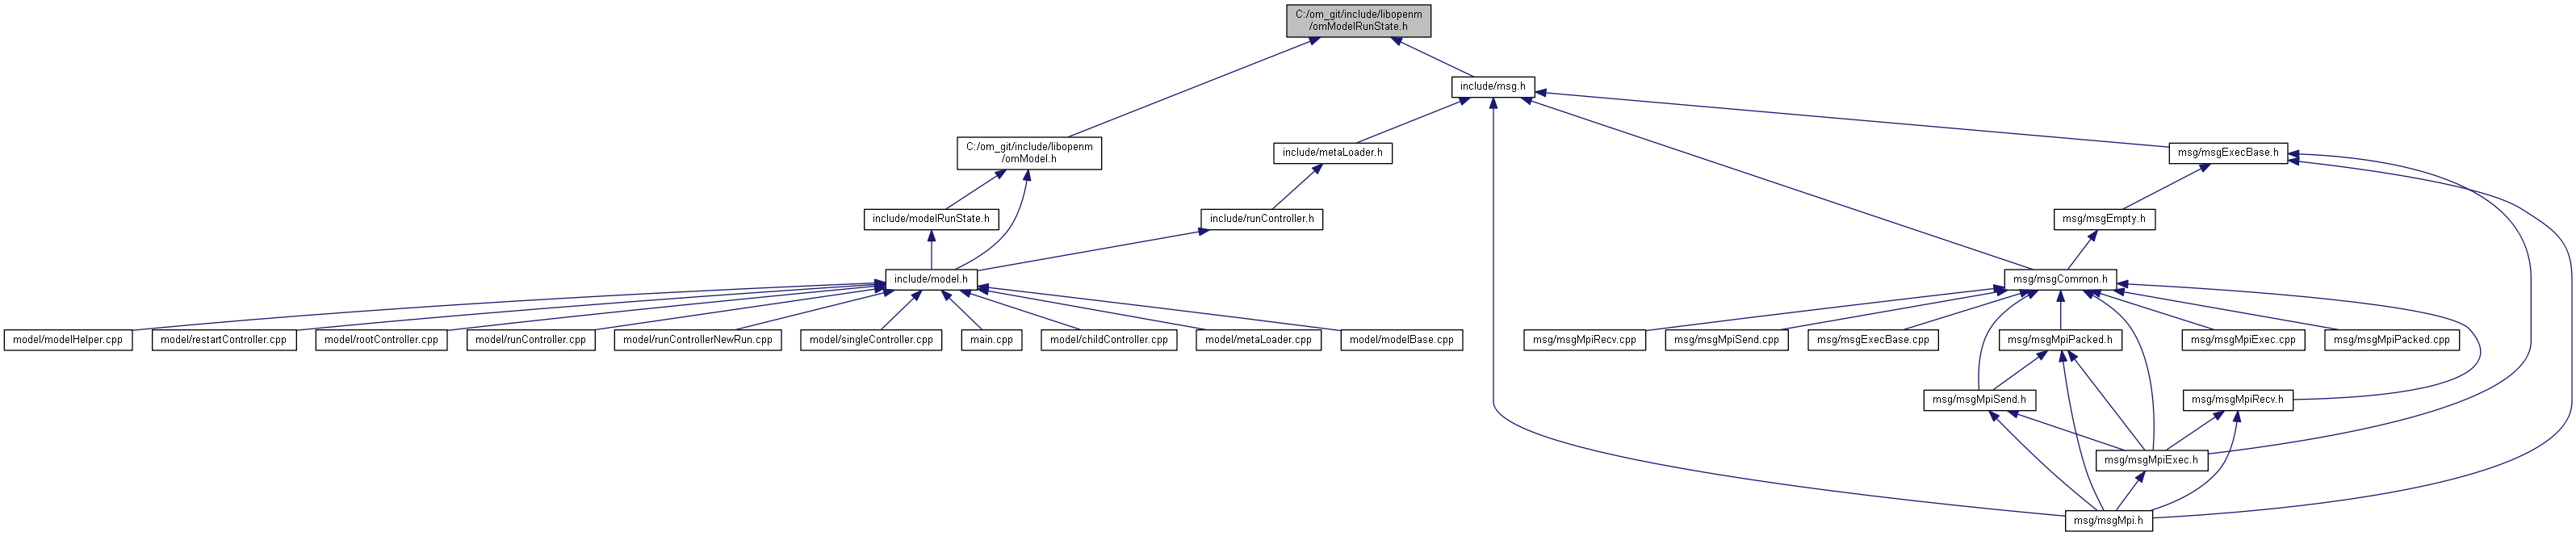 C:/om_git/include/libopenm
/omModelRunState.h
include/msg.h
C:/om_git/include/libopenm
/omModel.h
include/metaLoader.h
msg/msgExecBase.h
include/modelRunState.h
include/runController.h
msg/msgEmpty.h
include/model.h
msg/msgCommon.h
model/modelHelper.cpp
model/restartController.cpp
model/rootController.cpp
model/runController.cpp
model/runControllerNewRun.cpp
model/singleController.cpp
main.cpp
model/childController.cpp
model/metaLoader.cpp
model/modelBase.cpp
msg/msgMpiRecv.cpp
msg/msgMpiSend.cpp
msg/msgExecBase.cpp
msg/msgMpiPacked.h
msg/msgMpiExec.cpp
msg/msgMpiPacked.cpp
msg/msgMpiSend.h
msg/msgMpiRecv.h
msg/msgMpiExec.h
msg/msgMpi.h